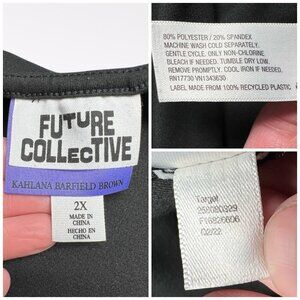 FUTURE
COLLECTIVE
KAHLANA BARFIELD BROWN
2X
MADE IN
CHINA
HECHO EN
CHINA
80% POLYESTER / 20% SPANDEX
MACHINE WASH COLD SEPARATELY.
GENTLE CYCLE. ONLY NON-CHLORINE
BLEACH IF NEEDED. TUMBLE DRY LOW.
REMOVE PROMPTLY. COOL IRON IF NEEDED.
RN17730 VN1343630
LABEL MADE FROM 100% RECYCLED PLASTIC
Target
258080329
F16826606
02/22